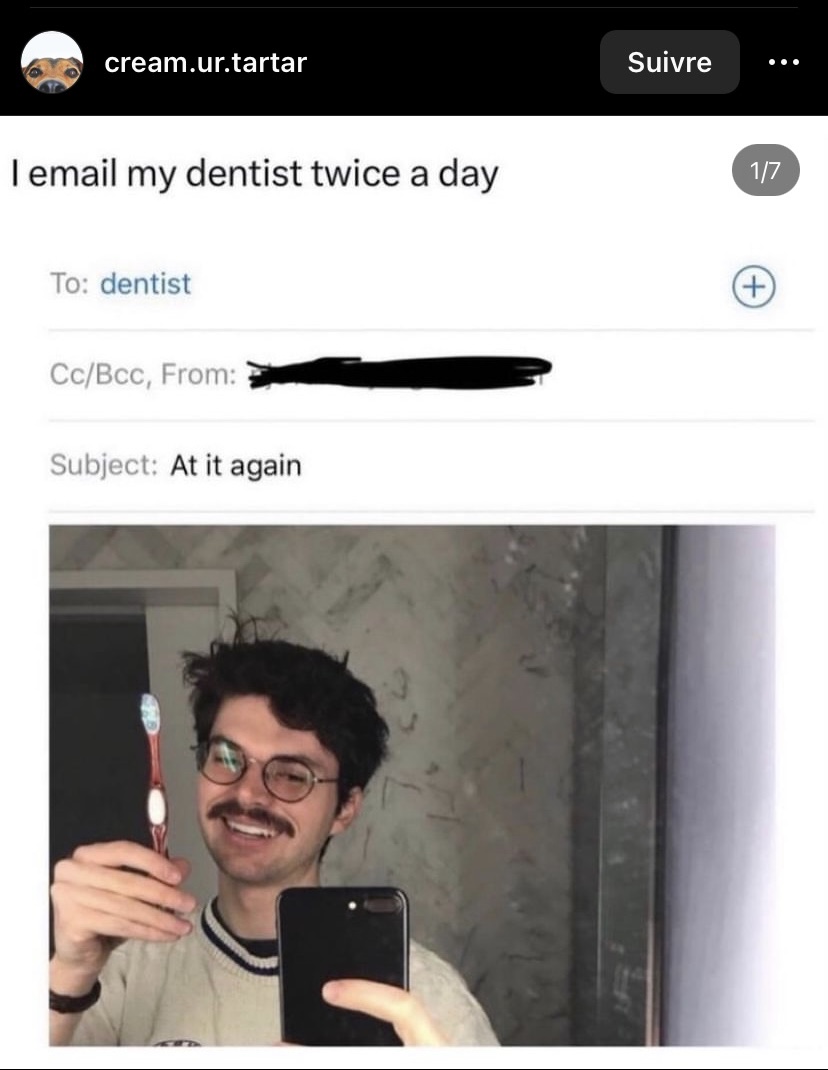 cream.ur.tartar
Suivre
I email my dentist twice a day
1/7
To: dentist
Cc/Bcc, From:
Subject: At it again